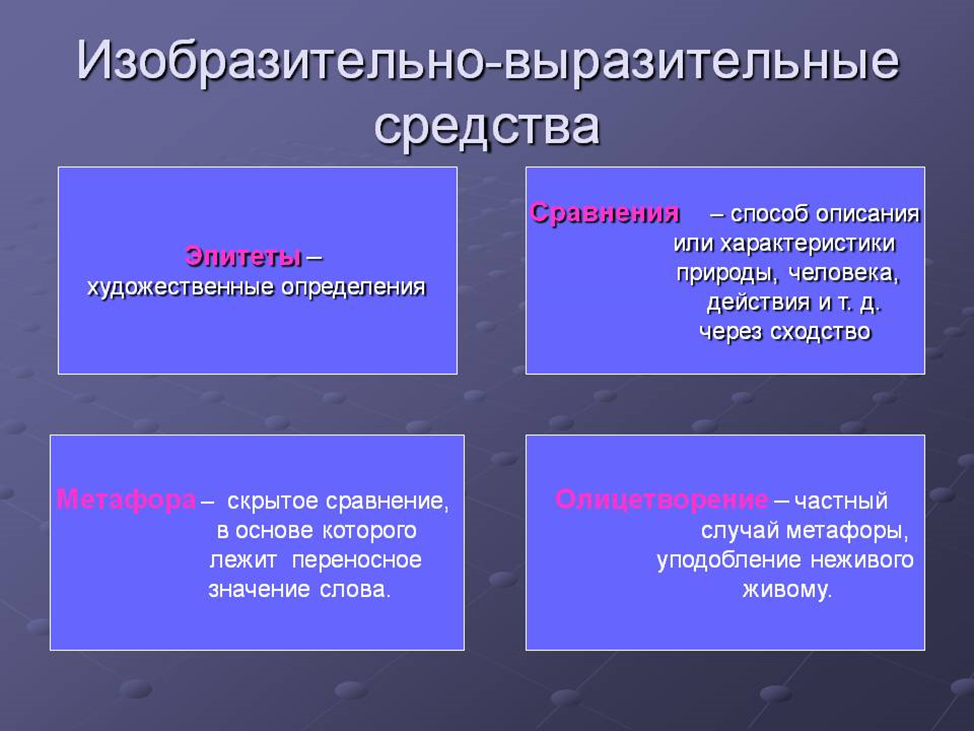 Изобразительно-выразительные
средства
Эпитеты –
художественные определения
Сравнения – способ описания
или характеристики
природы, человека,
действия и т. д.
через сходство
Метафора – скрытое сравнение,
в основе которого
лежит переносное
значение слова.
Олицетворение – частный
случай метафоры,
уподобление неживого
живому.